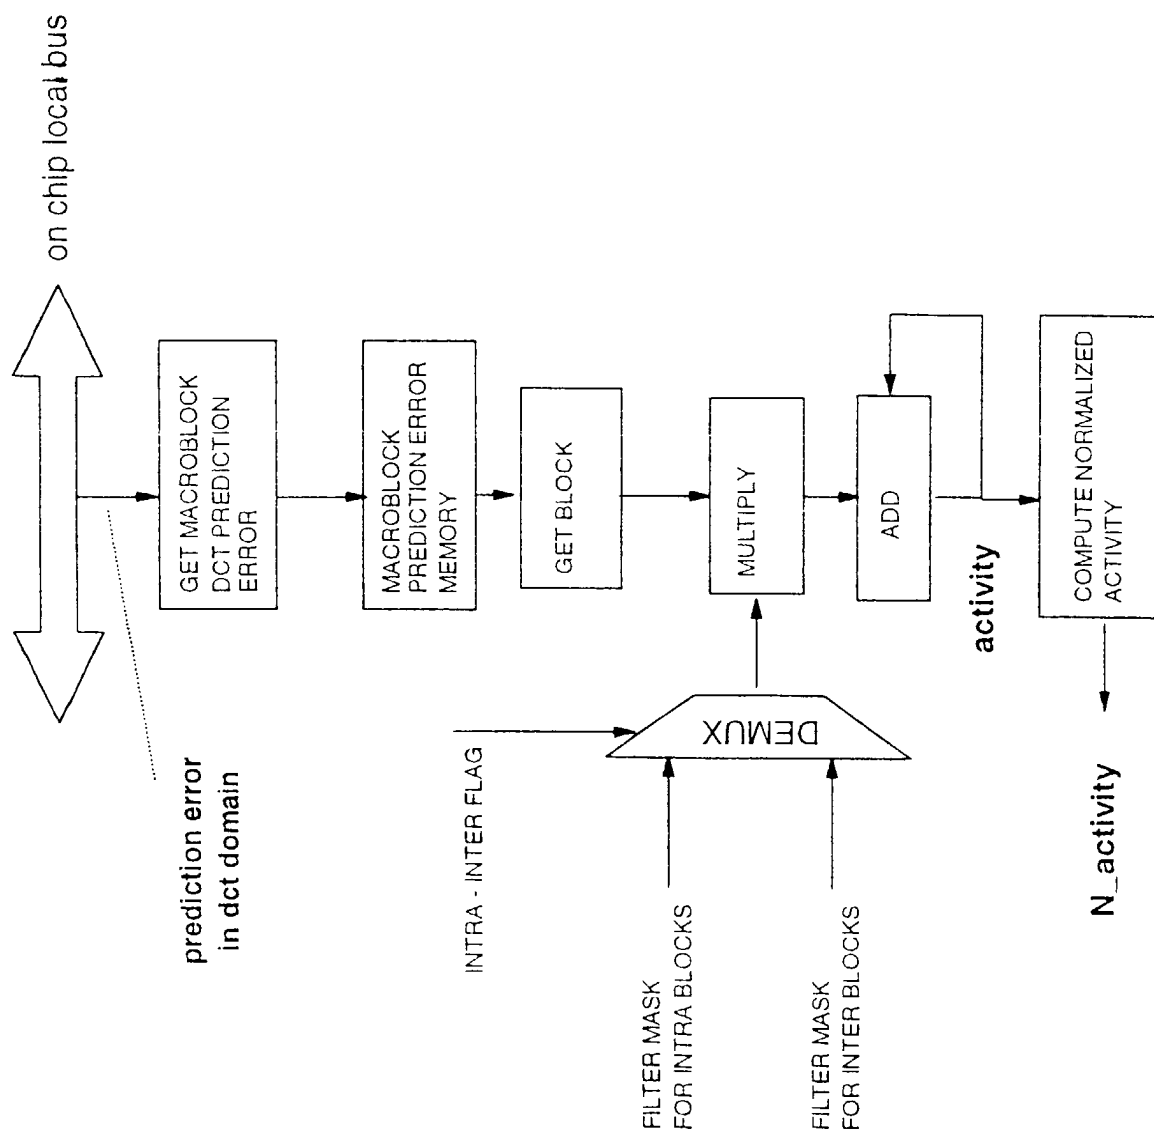 on chip local bus
prediction error
in dct domain
GET MACROBLOCK
DCT PREDICTION
ERROR
MACROBLOCK
PREDICTION ERROR
MEMORY
GET BLOCK
INTRA - INTER FLAG
FILTER MASK
FOR INTRA BLOCKS
FILTER MASK
FOR INTER BLOCKS
DEMUX
MULTIPLY
ADD
activity
COMPUTE NORMALIZED
ACTIVITY
N_activity